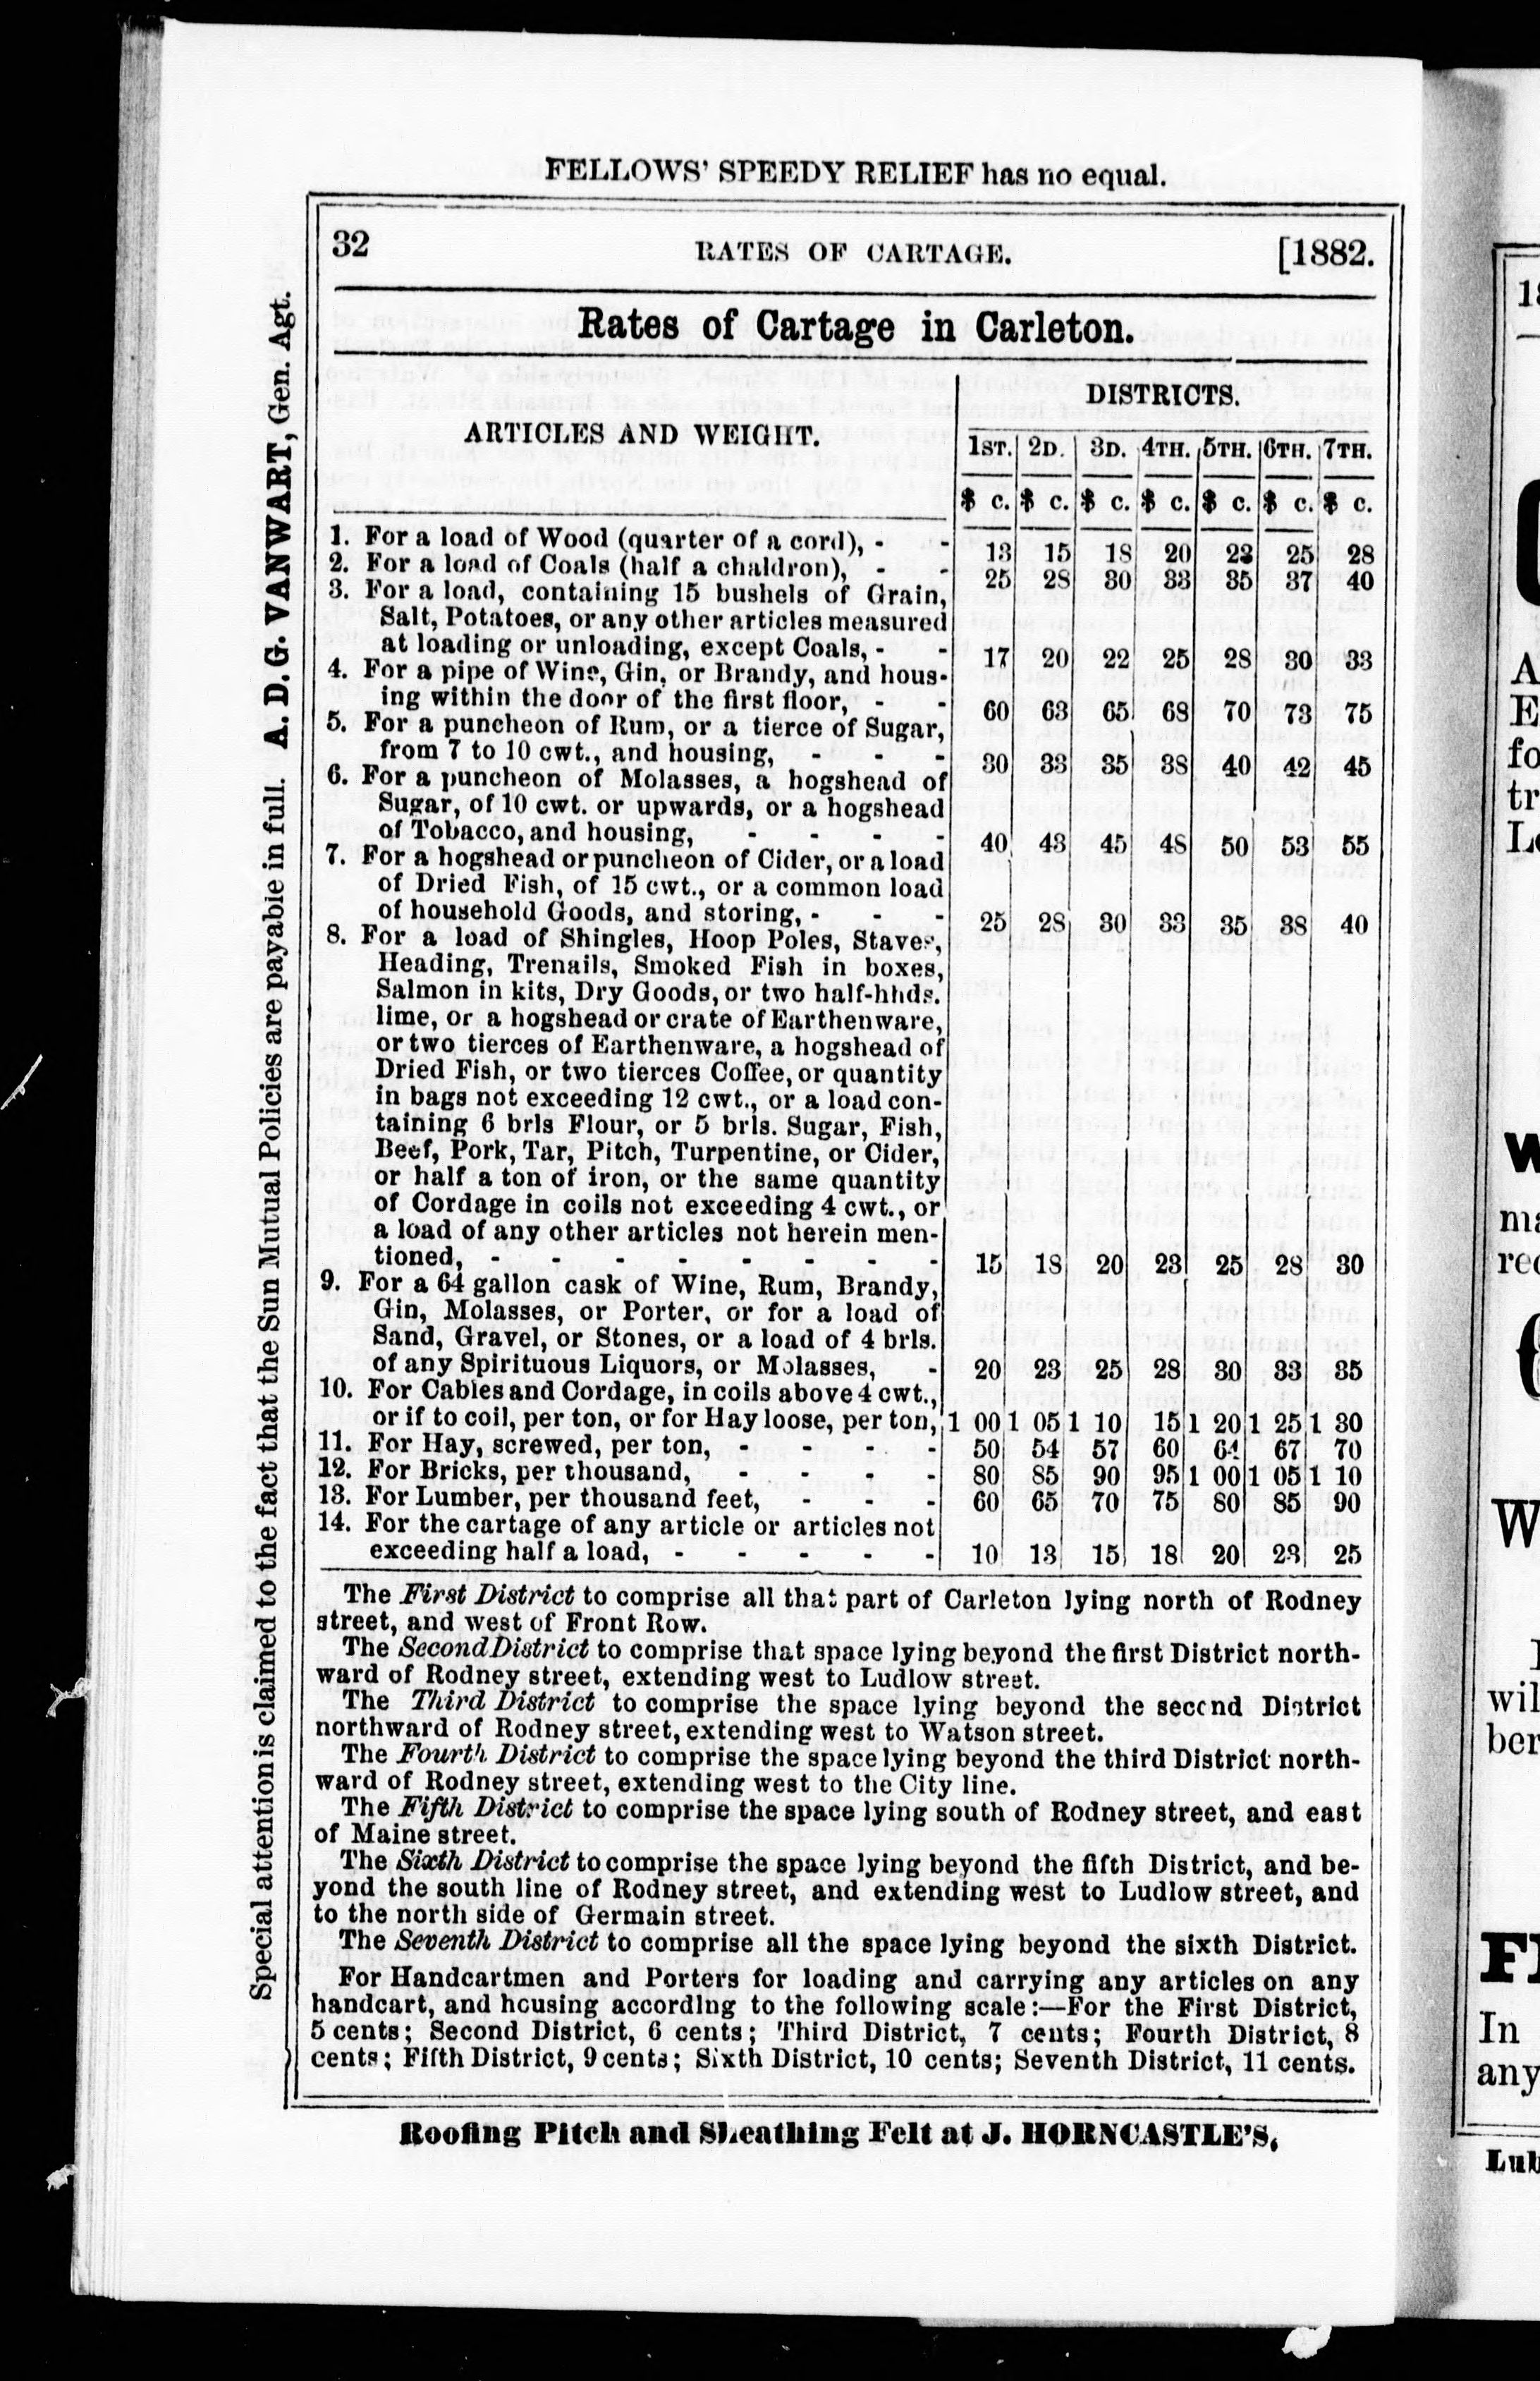 FELLOWS' SPEEDY RELIEF has no equal.
32 RATES OF CARTAGE. [1882.
Rates of Cartage in Carleton.
ARTICLES AND WEIGHT.
DISTRICTS.
1ST. 2D. 3D. 4TH. 5TH. 6TH. 7TH.
$ c. $ c. $ c. $ c. $ c. $ c. $ c.
1. For a load of Wood (quarter of a cord), - - 13 15 18 20 23 25 28
2. For a load of Coals (half a chaldron), - - 25 28 30 33 35 37 40
3. For a load, containing 15 bushels of Grain,
Salt, Potatoes, or any other articles measured
at loading or unloading, except Coals, - - 17 20 22 25 28 30 33
4. For a pipe of Wine, Gin, or Brandy, and hous-
ing within the door of the first floor, - - 60 63 65 68 70 73 75
5. For a puncheon of Rum, or a tierce of Sugar,
from 7 to 10 cwt., and housing, - - - 30 33 35 38 40 42 45
6. For a puncheon of Molasses, a hogshead of
Sugar, of 10 cwt. or upwards, or a hogshead
of Tobacco, and housing, - - - - 40 43 45 48 50 53 55
7. For a hogshead or puncheon of Cider, or a load
of Dried Fish, of 15 cwt., or a common load
of household Goods, and storing, - - - 25 28 30 33 35 38 40
8. For a load of Shingles, Hoop Poles, Staves,
Heading, Trenails, Smoked Fish in boxes,
Salmon in kits, Dry Goods, or two half-hhds.
lime, or a hogshead or crate of Earthenware,
or two tierces of Earthenware, a hogshead of
Dried Fish, or two tierces Coffee, or quantity
in bags not exceeding 12 cwt., or a load con-
taining 6 brls Flour, or 5 brls. Sugar, Fish,
Beef, Pork, Tar, Pitch, Turpentine, or Cider,
or half a ton of iron, or the same quantity
of Cordage in coils not exceeding 4 cwt., or
a load of any other articles not herein men-
tioned, - - - - - - - - 15 18 20 23 25 28 30
9. For a 64 gallon cask of Wine, Rum, Brandy,
Gin, Molasses, or Porter, or for a load of
Sand, Gravel, or Stones, or a load of 4 brls.
of any Spirituous Liquors, or Molasses, - 20 23 25 28 30 33 35
10. For Cables and Cordage, in coils above 4 cwt.,
or if to coil, per ton, or for Hay loose, per ton, 1 00 1 05 1 10 15 1 20 1 25 1 30
11. For Hay, screwed, per ton, - - - - 50 54 57 60 64 67 70
12. For Bricks, per thousand, - - - - 80 85 90 95 1 00 1 05 1 10
13. For Lumber, per thousand feet, - - - 60 65 70 75 80 85 90
14. For the cartage of any article or articles not
exceeding half a load, - - - - - 10 13 15 18 20 23 25
The First District to comprise all that part of Carleton lying north of Rodney
street, and west of Front Row.
The Second District to comprise that space lying beyond the first District north-
ward of Rodney street, extending west to Ludlow street.
The Third District to comprise the space lying beyond the second District
northward of Rodney street, extending west to Watson street.
The Fourth District to comprise the space lying beyond the third District north-
ward of Rodney street, extending west to the City line.
The Fifth District to comprise the space lying south of Rodney street, and east
of Maine street.
The Sixth District to comprise the space lying beyond the fifth District, and be-
yond the south line of Rodney street, and extending west to Ludlow street, and
to the north side of Germain street.
The Seventh District to comprise all the space lying beyond the sixth District.
For Handcartmen and Porters for loading and carrying any articles on any
handcart, and housing according to the following scale:—For the First District,
5 cents; Second District, 6 cents; Third District, 7 cents; Fourth District, 8
cents; Fifth District, 9 cents; Sixth District, 10 cents; Seventh District, 11 cents.
Roofing Pitch and Sheathing Felt at J. HORNCASTLE'S.
Special attention is claimed to the fact that the Sun Mutual Policies are payable in full. A. D. G. VANWART, Gen. Agt.